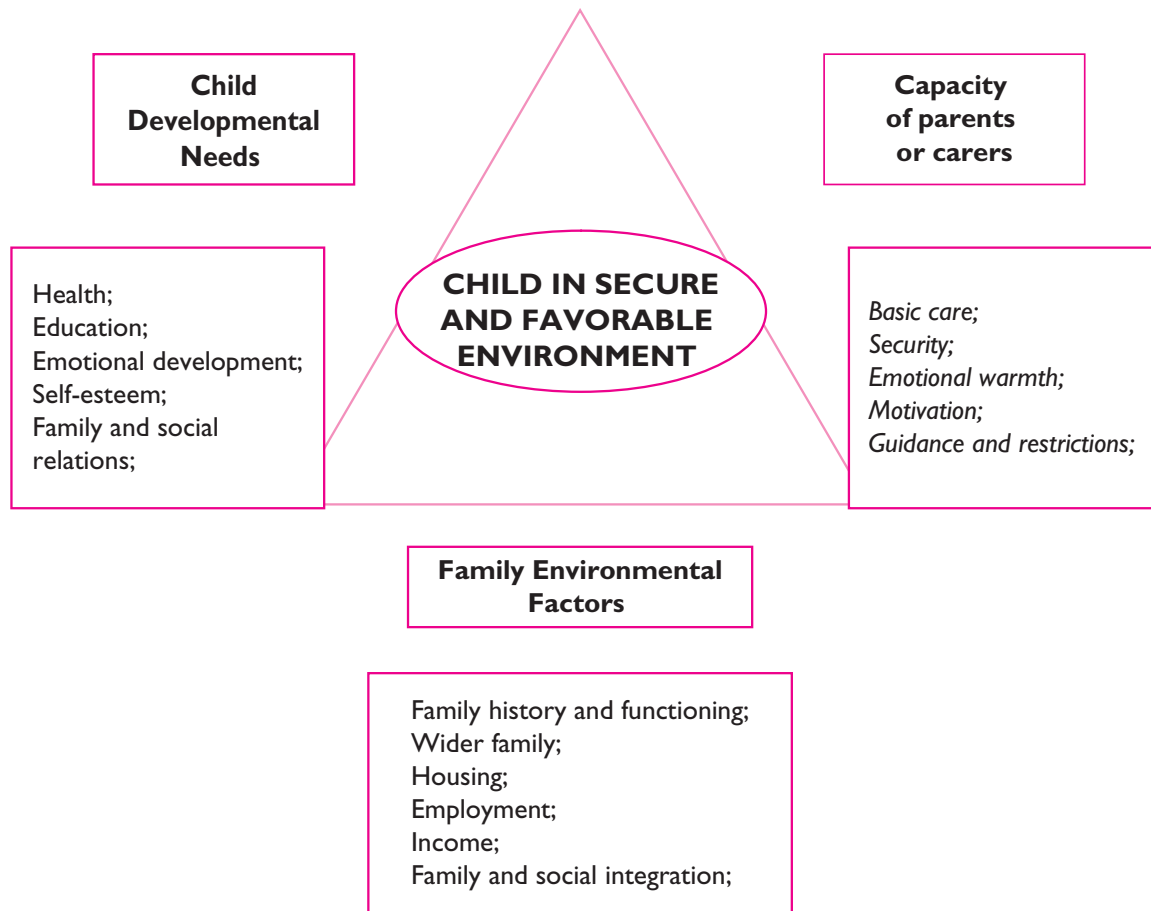 Child
Developmental
Needs
Capacity
of parents
or carers
Health;
Education;
Emotional development;
Self-esteem;
Family and social
relations;
CHILD IN SECURE
AND FAVORABLE
ENVIRONMENT
Basic care;
Security;
Emotional warmth;
Motivation;
Guidance and restrictions;
Family Environmental
Factors
Family history and functioning;
Wider family;
Housing;
Employment;
Income;
Family and social integration;